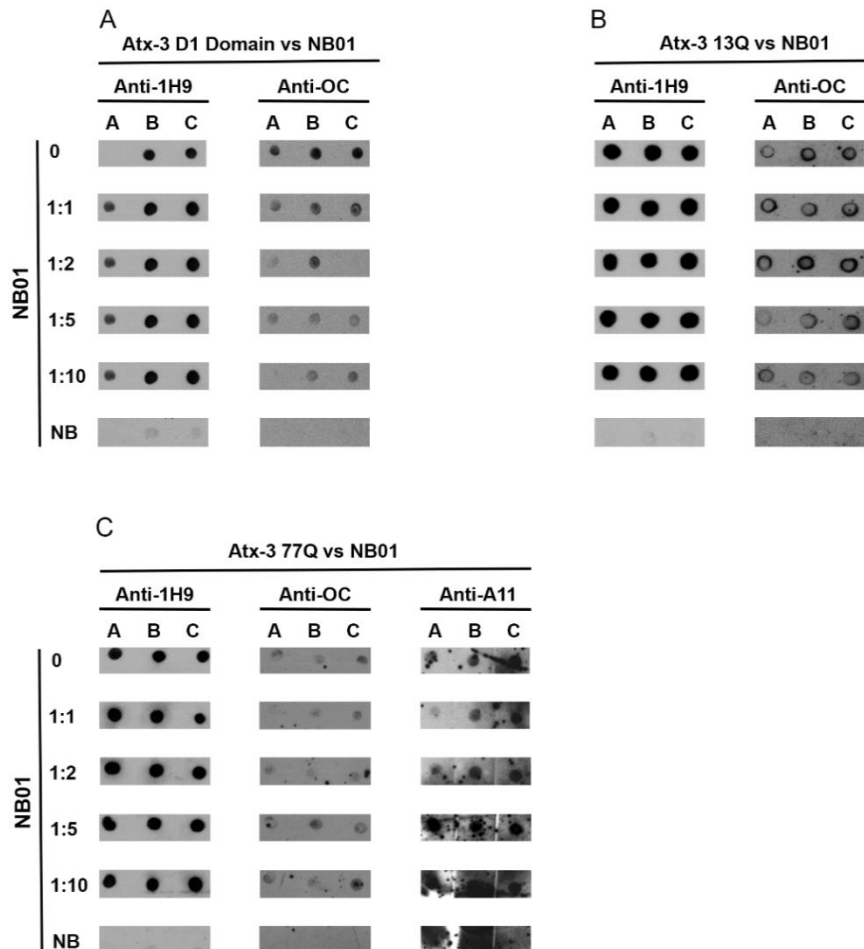 A
Atx-3 D1 Domain vs NB01
Anti-1H9 Anti-OC
A B C A B C
NB01
0
1:1
1:2
1:5
1:10
NB
B
Atx-3 13Q vs NB01
Anti-1H9 Anti-OC
A B C A B C
C
Atx-3 77Q vs NB01
Anti-1H9 Anti-OC Anti-A11
A B C A B C A B C
NB01
0
1:1
1:2
1:5
1:10
NB